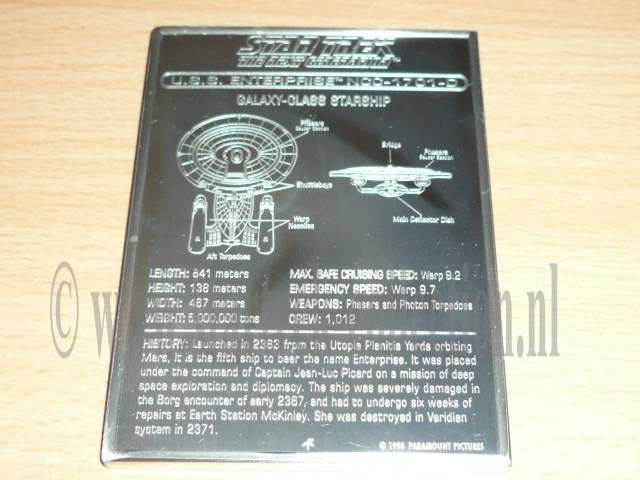 STAR TREK
THE NEXT GENERATION™
U.S.S. ENTERPRISE™ NCC-1701-D
GALAXY-CLASS STARSHIP
Phasers
Saucer Section
Bridge
Phasers
Saucer Section
Shuttlebays
Warp
Nacelles
Main Deflector Dish
Aft Torpedoes
LENGTH: 641 meters
HEIGHT: 138 meters
WIDTH: 467 meters
WEIGHT: 5,000,000 tons
MAX. SAFE CRUISING SPEED: Warp 9.2
EMERGENCY SPEED: Warp 9.7
WEAPONS: Phasers and Photon Torpedoes
CREW: 1,012
HISTORY: Launched in 2363 from the Utopia Planitia Yards orbiting
Mars, it is the fifth ship to bear the name Enterprise. It was placed
under the command of Captain Jean-Luc Picard on a mission of deep
space exploration and diplomacy. The ship was severely damaged in
the Borg encounter of early 2367, and had to undergo six weeks of
repairs at Earth Station McKinley. She was destroyed in Veridian
system in 2371.
© 1998 PARAMOUNT PICTURES